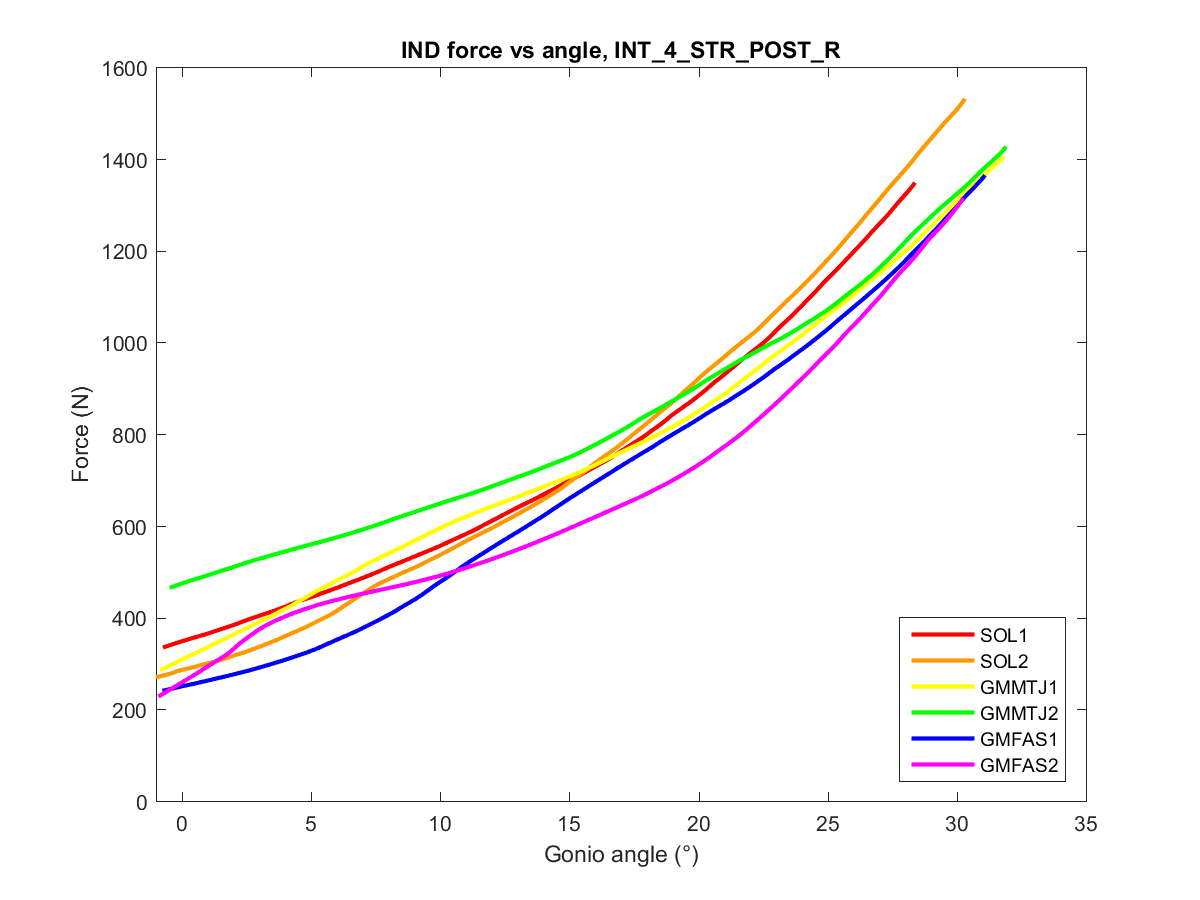 IND force vs angle, INT_4_STR_POST_R
1600
1400
1200
1000
800
600
400
200
0
Force (N)
0 5 10 15 20 25 30 35
Gonio angle (°)
SOL1
SOL2
GMMTJ1
GMMTJ2
GMFAS1
GMFAS2